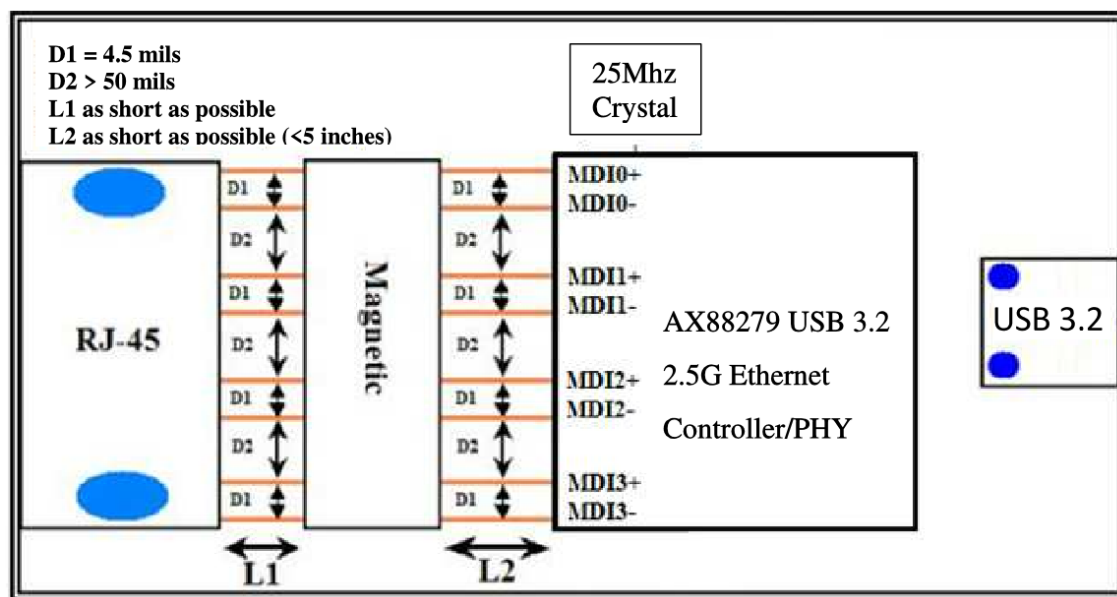 D1 = 4.5 mils
D2 > 50 mils
L1 as short as possible
L2 as short as possible (<5 inches)
25Mhz
Crystal
RJ-45
D1
D2
D1
D2
D1
D2
D1
Magnetic
D1
D2
D1
D2
D1
D2
D1
MDI0+
MDI0-
MDI1+
MDI1-
MDI2+
MDI2-
MDI3+
MDI3-
AX88279 USB 3.2
2.5G Ethernet
Controller/PHY
USB 3.2
L1
L2